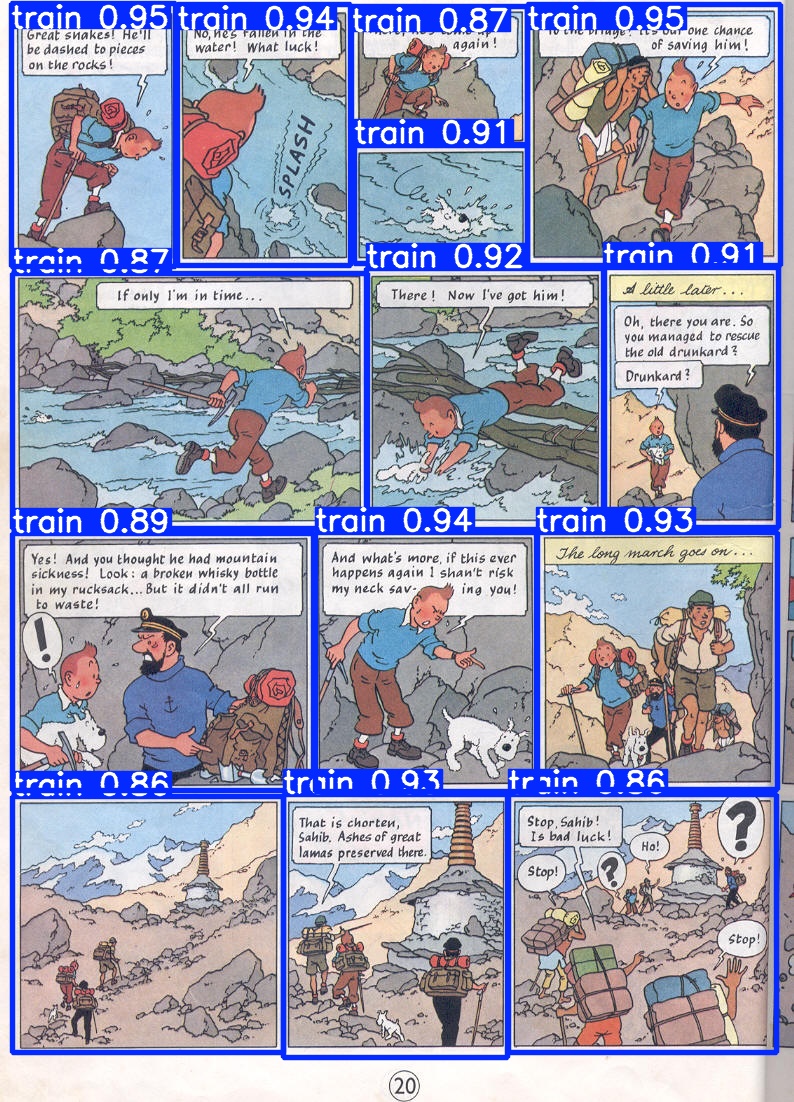 train 0.95
train 0.94
train 0.87
train 0.95
Great snakes! He'll
be dashed to pieces
on the rocks!
No, he's fallen in the
water! What luck!
again!
To the bridge! It's our one chance
of saving him!
SPLASH
train 0.91
train 0.87
train 0.92
train 0.91
If only I'm in time...
There! Now I've got him!
A little later...
Oh, there you are. So
you managed to rescue
the old drunkard?
Drunkard?
train 0.89
train 0.94
train 0.93
Yes! And you thought he had mountain
sickness! Look: a broken whisky bottle
in my rucksack... But it didn't all run
to waste!
!
And what's more, if this ever
happens again I shan't risk
my neck sav- ing you!
The long march goes on...
train 0.86
train 0.93
train 0.86
That is chorten,
Sahib. Ashes of great
lamas preserved there.
Stop, Sahib!
Is bad luck!
?
Ho!
Stop!
?
Stop!
20